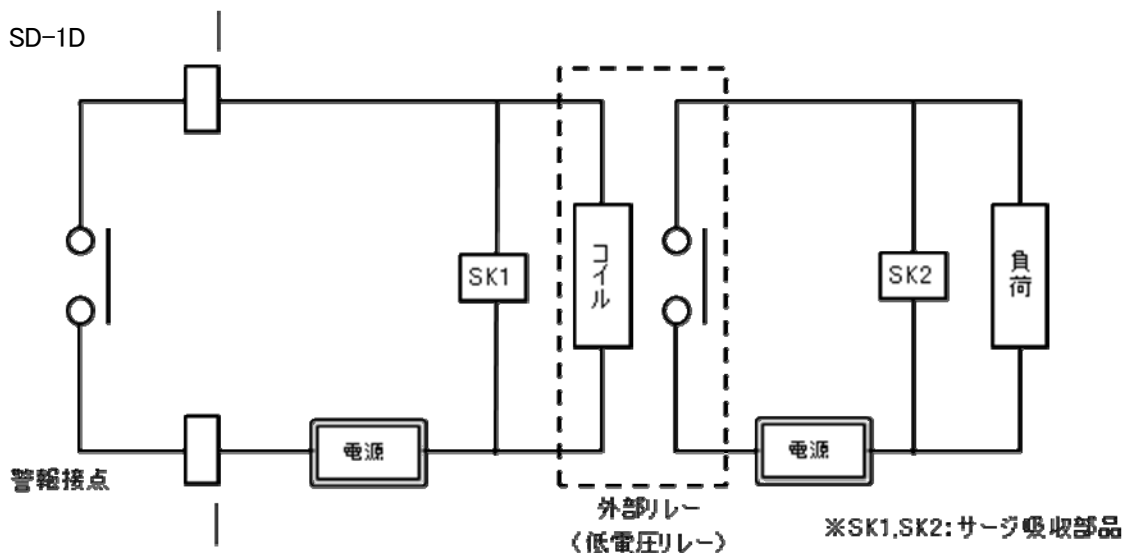 SD-1D
SK1
コイル
SK2
負荷
電源
電源
警報接点
外部リレー
（低電圧リレー）
※SK1,SK2:サージ吸収部品